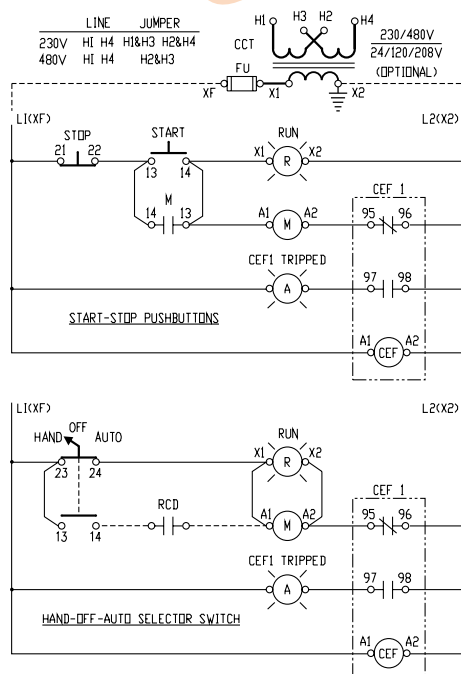 LINE JUMPER
230V HI H4 H1&H3 H2&H4
480V HI H4 H2&H3
H1 H3 H2 H4
CCT
230/480V
24/120/208V
(OPTIONAL)
FU
XF X1 X2
LI(XF) L2(X2)
STOP START RUN
21 22 13 14 X1 R X2
M CEF 1
14 13 A1 M A2 95 96
CEF1 TRIPPED
A 97 98
START-STOP PUSHBUTTONS
A1 CEF A2
LI(XF) L2(X2)
HAND OFF AUTO RUN
23 24 X1 R X2
RCD CEF 1
13 14 A1 M A2 95 96
CEF1 TRIPPED
A 97 98
HAND-OFF-AUTO SELECTOR SWITCH
A1 CEF A2